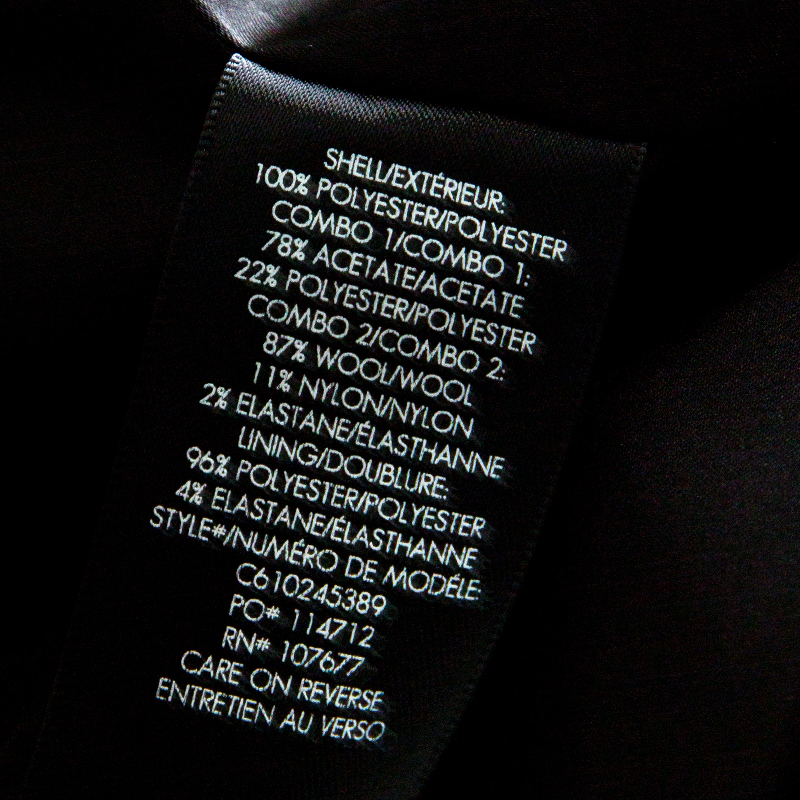 SHELL/EXTÉRIEUR:
100% POLYESTER/POLYESTER
COMBO 1/COMBO 1:
78% ACETATE/ACETATE
22% POLYESTER/POLYESTER
COMBO 2/COMBO 2:
87% WOOL/WOOL
11% NYLON/NYLON
2% ELASTANE/ÉLASTHANNE
LINING/DOUBLURE:
96% POLYESTER/POLYESTER
4% ELASTANE/ÉLASTHANNE
STYLE#/NUMÉRO DE MODÉLE:
C610245389
PO# 114712
RN# 107677
CARE ON REVERSE
ENTRETIEN AU VERSO